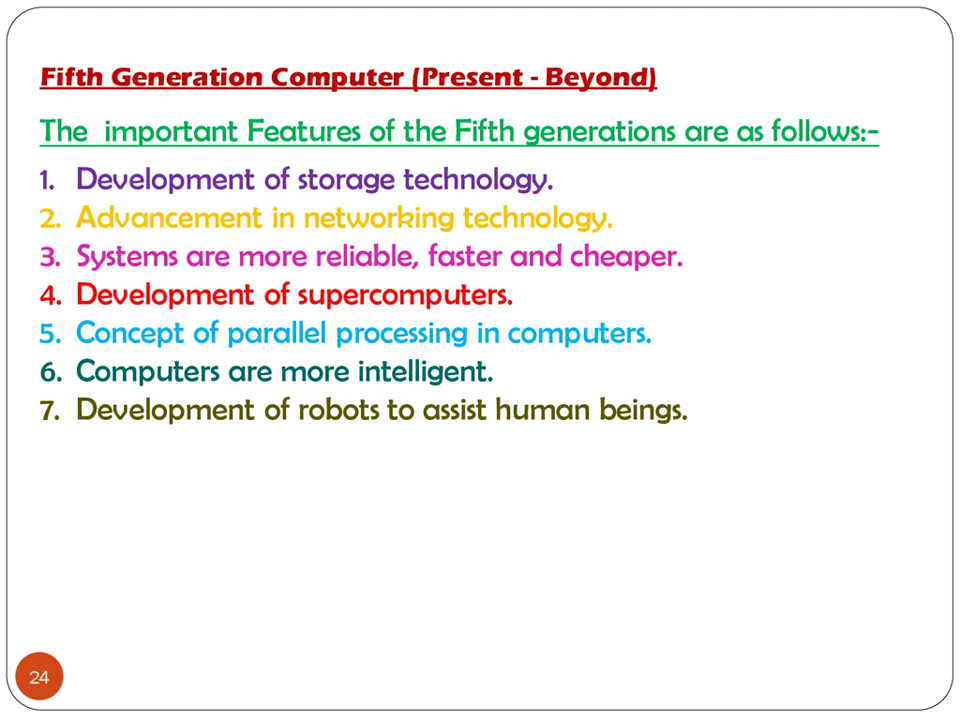 Fifth Generation Computer (Present - Beyond)
The important Features of the Fifth generations are as follows:-
1. Development of storage technology.
2. Advancement in networking technology.
3. Systems are more reliable, faster and cheaper.
4. Development of supercomputers.
5. Concept of parallel processing in computers.
6. Computers are more intelligent.
7. Development of robots to assist human beings.
24